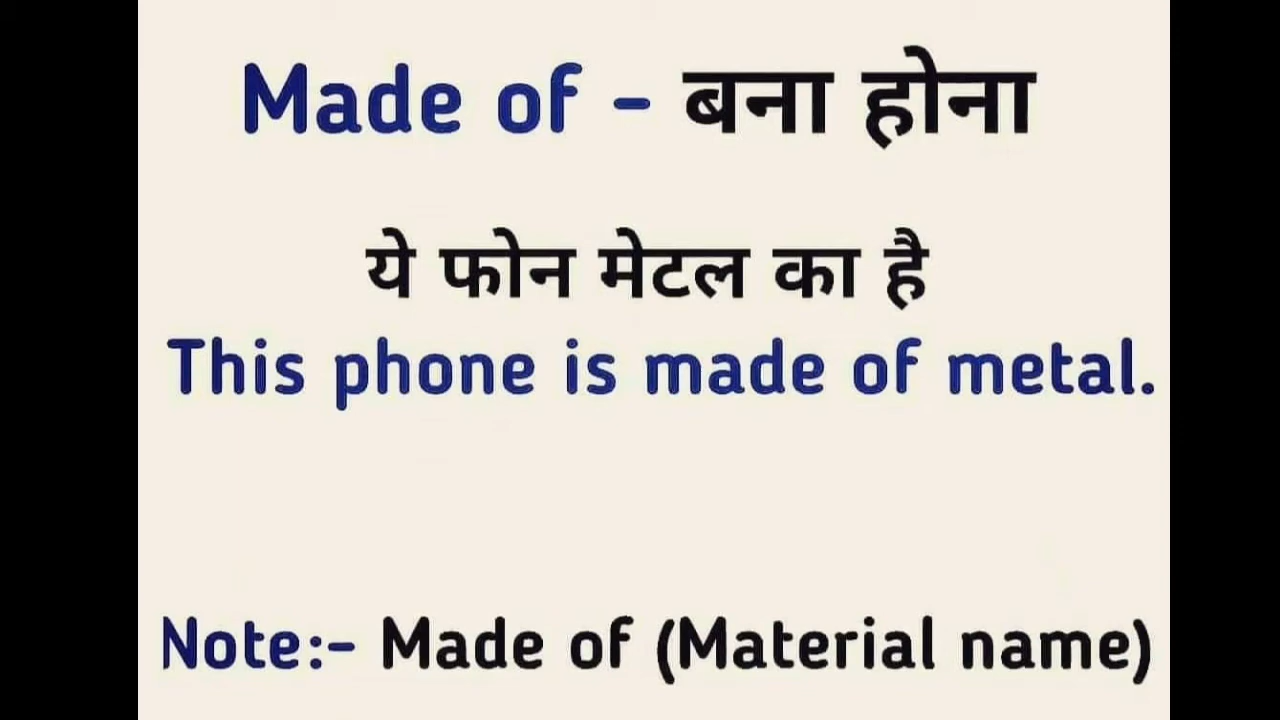 Made of - बना होना
ये फोन मेटल का है
This phone is made of metal.
Note:- Made of (Material name)